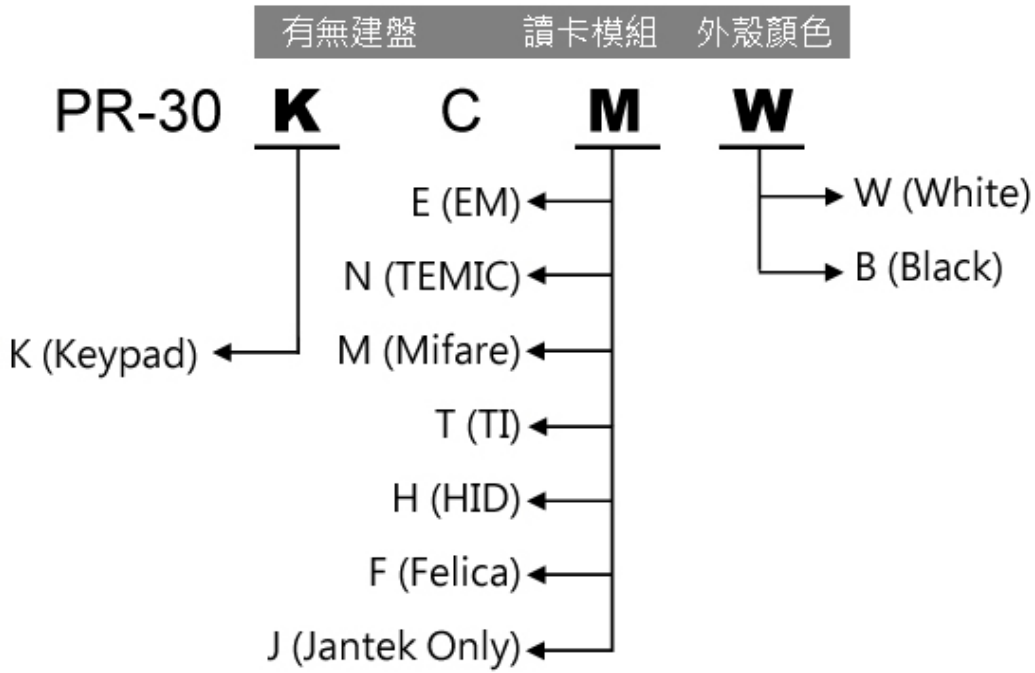 有無建盤 讀卡模組 外殼顏色
PR-30 K C M W
E (EM)
N (TEMIC)
M (Mifare)
T (TI)
H (HID)
F (Felica)
J (Jantek Only)
K (Keypad)
W (White)
B (Black)